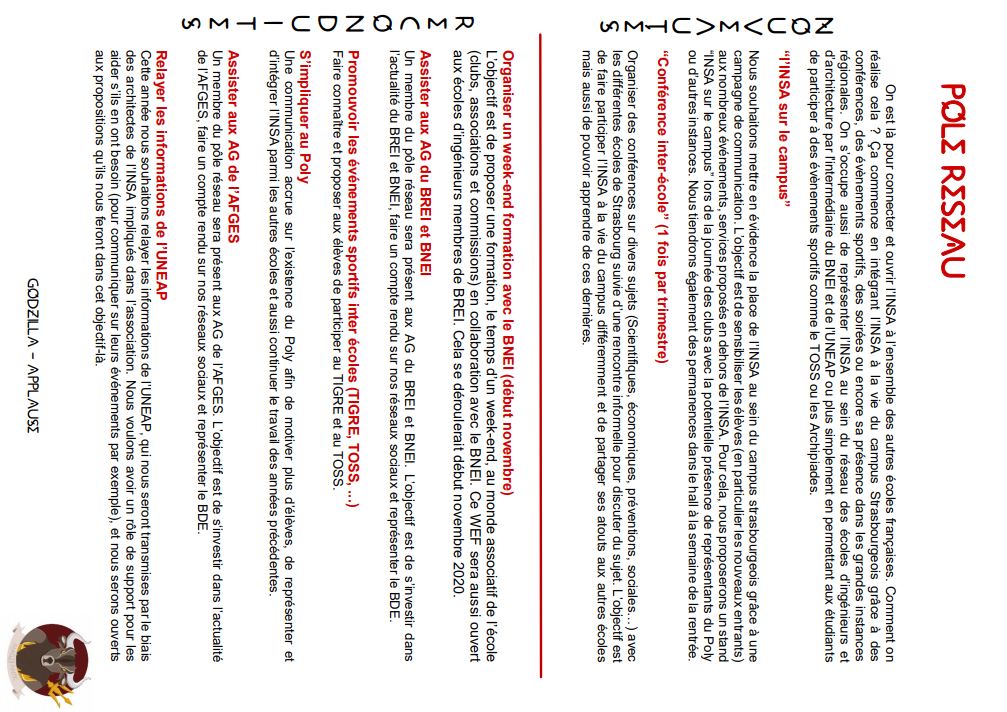 PÔLE RESEAU
On est là pour connecter et ouvrir l’INSA à l’ensemble des autres écoles françaises. Comment on
réalise cela ? Ça commence en intégrant l’INSA à la vie du campus Strasbourgeois grâce à des
conférences, des évènements sportifs, des soirées ou encore sa présence dans les grandes instances
régionales. On s’occupe aussi de représenter l’INSA au sein du réseau des écoles d’ingénieurs et
d’architecture par l'intermédiaire du BNEI et de l’UNEAP ou plus simplement en permettant aux étudiants
de participer à des évènements sportifs comme le TOSS ou les Archipiades.
NOUVEAUTES
“l’INSA sur le campus”
Nous souhaitons mettre en évidence la place de l’INSA au sein du campus strasbourgeois grâce à une
campagne de communication. L’objectif est de sensibiliser les élèves (en particulier les nouveaux entrants)
aux nombreux événements, services proposés en dehors de l’INSA. Pour cela, nous proposerons un stand
“INSA sur le campus” lors de la journée des clubs avec la potentielle présence de représentants du Poly
ou d’autres instances. Nous tiendrons également des permanences dans le hall à la semaine de la rentrée.
“Conférence inter-école” (1 fois par trimestre)
Organiser des conférences sur divers sujets (Scientifiques, économiques, préventions, sociales…) avec
les différentes écoles de Strasbourg suivie d’une rencontre informelle pour discuter du sujet. L’objectif est
de faire participer l’INSA à la vie du campus différemment et de partager ses atouts aux autres écoles
mais aussi de pouvoir apprendre de ces dernières.
RECONDUITES
Organiser un week-end formation avec le BNEI (début novembre)
L’objectif est de proposer une formation, le temps d’un week-end, au monde associatif de l’école
(clubs, associations et commissions) en collaboration avec le BNEI. Ce WEF sera aussi ouvert
aux écoles d’ingénieurs membres de BREI. Cela se déroulerait début novembre 2020.
Assister aux AG du BREI et BNEI
Un membre du pôle réseau sera présent aux AG du BREI et BNEI. L’objectif est de s’investir dans
l’actualité du BREI et BNEI, faire un compte rendu sur nos réseaux sociaux et représenter le BDE.
Promouvoir les événements sportifs inter écoles (TIGRE, TOSS, ...)
Faire connaître et proposer aux élèves de participer au TIGRE et au TOSS.
S’impliquer au Poly
Une communication accrue sur l’existence du Poly afin de motiver plus d’élèves, de représenter et
d’intégrer l’INSA parmi les autres écoles et aussi continuer le travail des années précédentes.
Assister aux AG de l’AFGES
Un membre du pôle réseau sera présent aux AG de l’AFGES. L’objectif est de s‘investir dans l’actualité
de l’AFGES, faire un compte rendu sur nos réseaux sociaux et représenter le BDE.
Relayer les informations de l’UNEAP
Cette année nous souhaitons relayer les informations de l’UNEAP, qui nous seront transmises par le biais
des architectes de l’INSA impliqués dans l’association. Nous voulons avoir un rôle de support pour les
aider s’ils en ont besoin (pour communiquer sur leurs événements par exemple), et nous serons ouverts
aux propositions qu’ils nous feront dans cet objectif-là.
GODZILLA – APPLAUSE